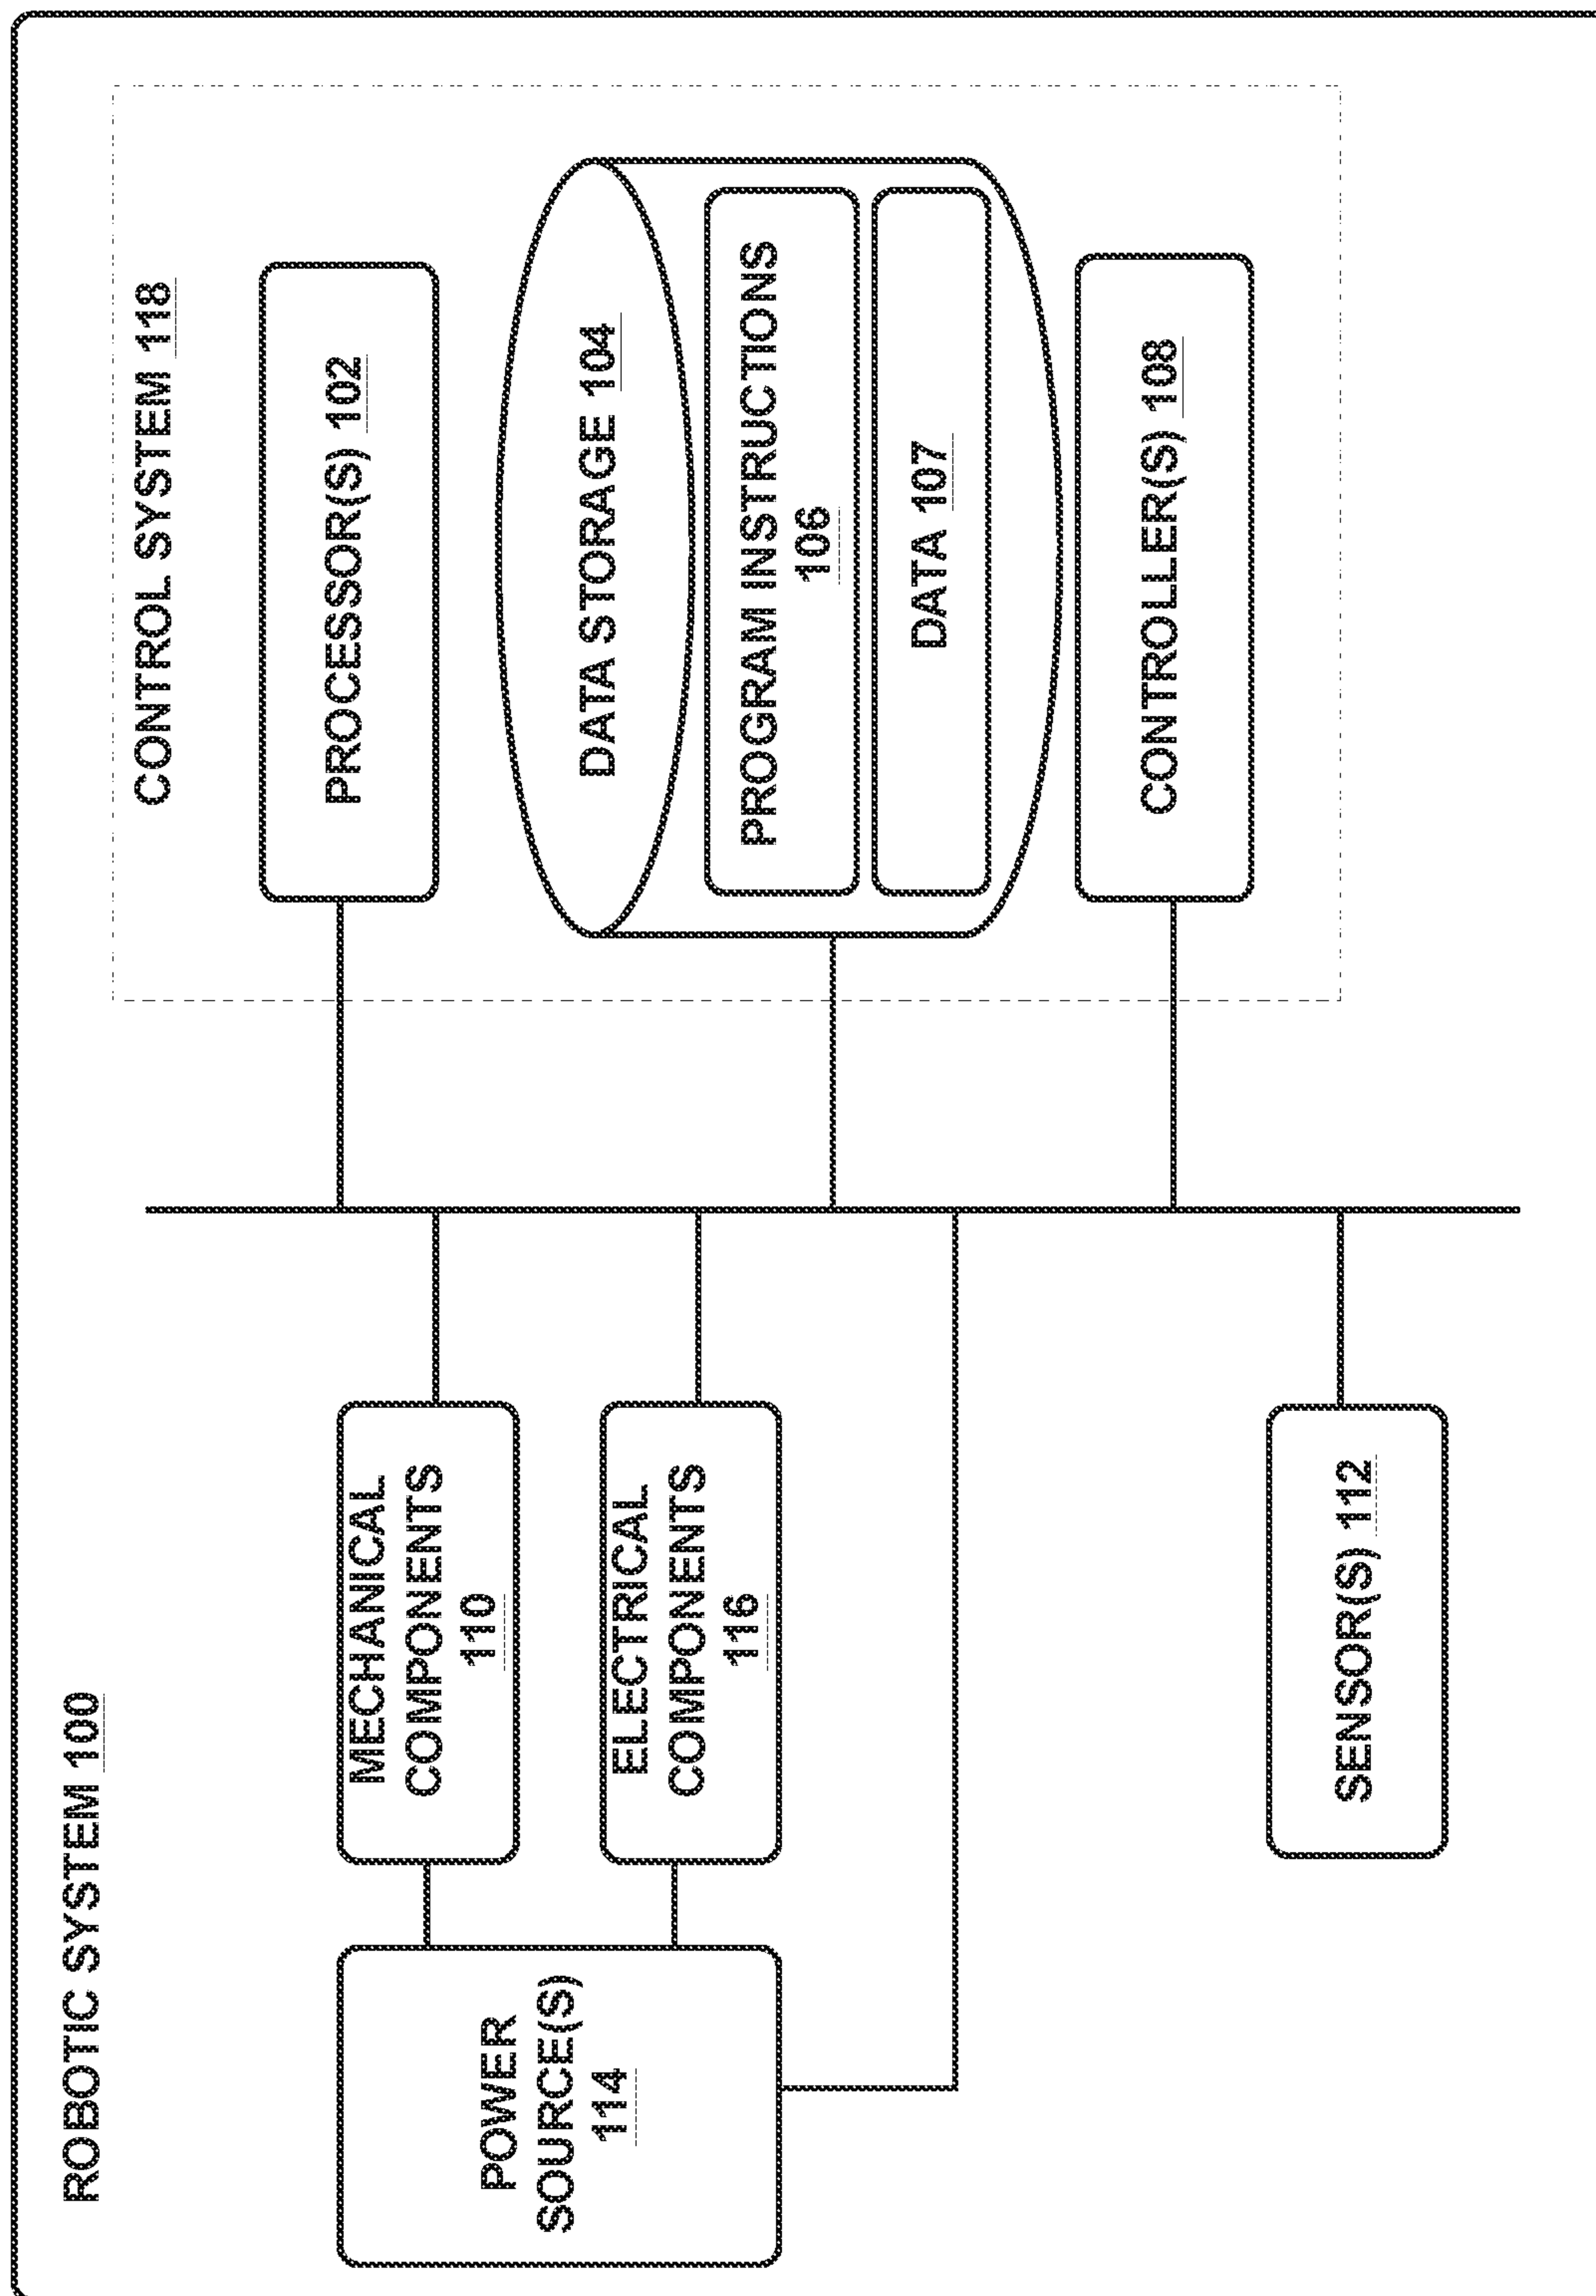 ROBOTIC SYSTEM 100
CONTROL SYSTEM 118
POWER
SOURCE(S)
114
MECHANICAL
COMPONENTS
110
PROCESSOR(S) 102
ELECTRICAL
COMPONENTS
116
DATA STORAGE 104
PROGRAM INSTRUCTIONS
106
DATA 107
CONTROLLER(S) 108
SENSOR(S) 112